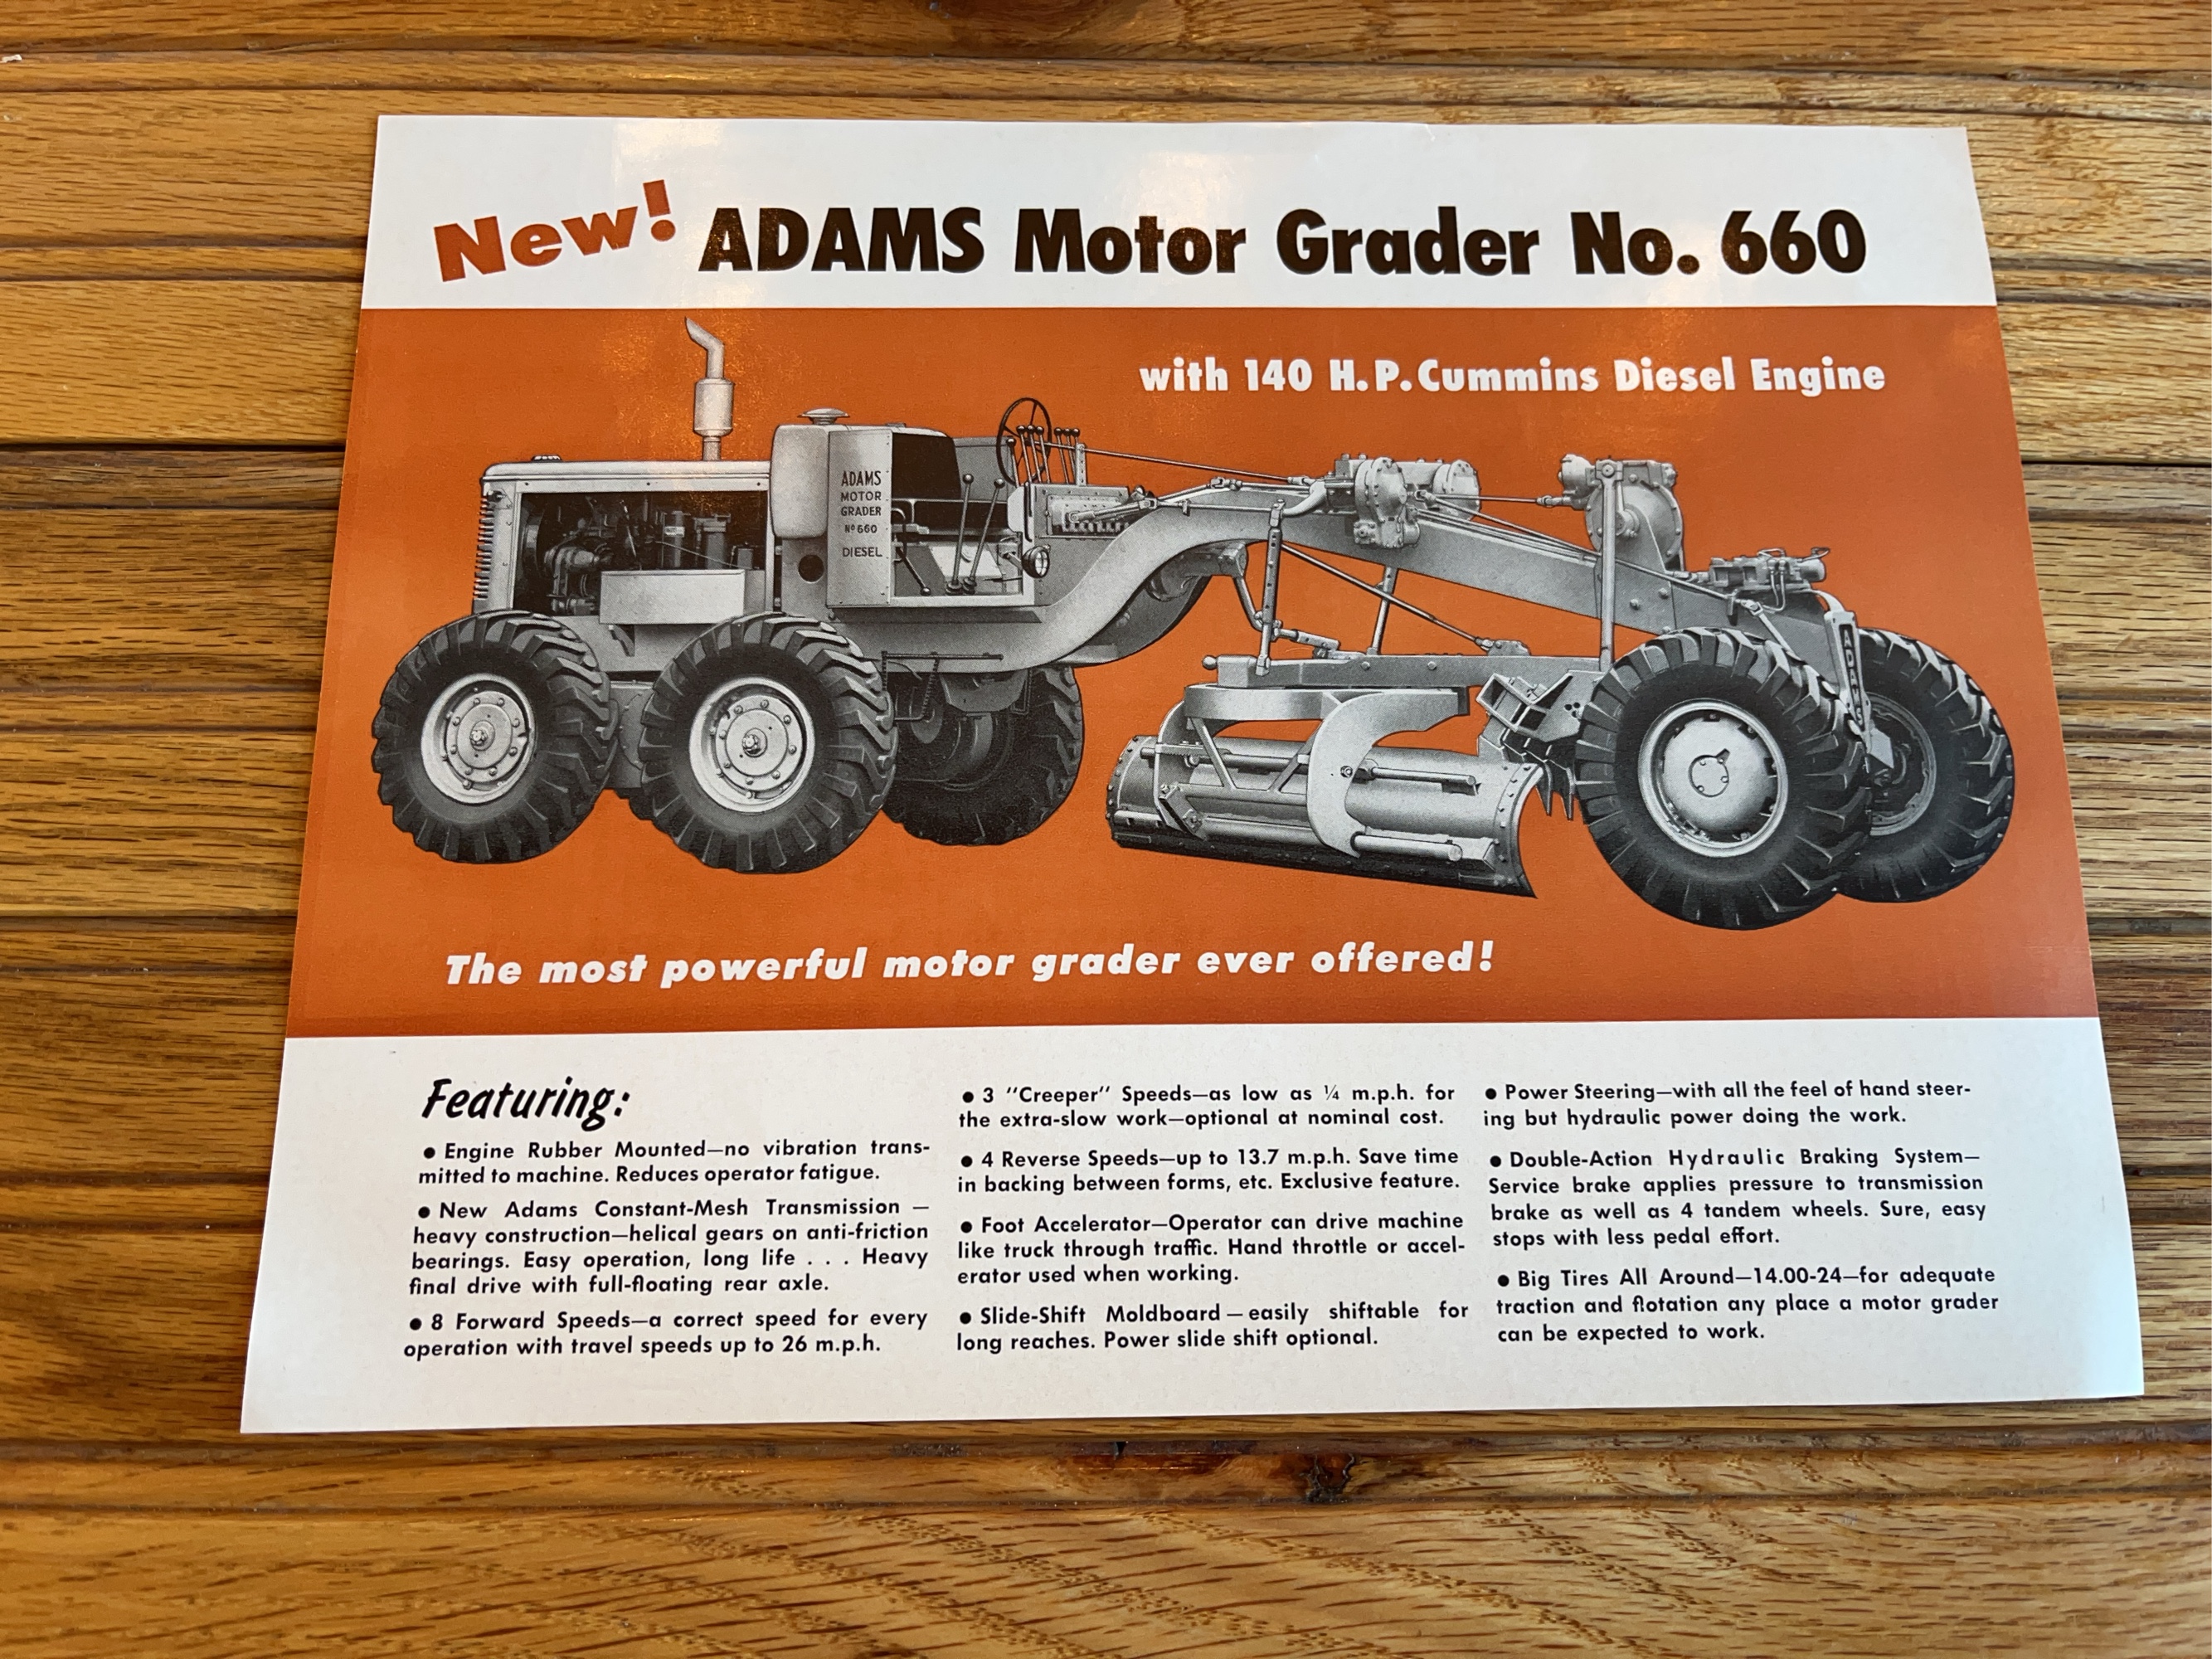 New! ADAMS Motor Grader No. 660
with 140 H.P. Cummins Diesel Engine
ADAMS
MOTOR
GRADER
Nº 660
DIESEL
ADAMS
The most powerful motor grader ever offered!
Featuring:
● Engine Rubber Mounted—no vibration trans-
mitted to machine. Reduces operator fatigue.
● New Adams Constant-Mesh Transmission —
heavy construction—helical gears on anti-friction
bearings. Easy operation, long life . . . Heavy
final drive with full-floating rear axle.
● 8 Forward Speeds—a correct speed for every
operation with travel speeds up to 26 m.p.h.
● 3 "Creeper" Speeds—as low as ¼ m.p.h. for
the extra-slow work—optional at nominal cost.
● 4 Reverse Speeds—up to 13.7 m.p.h. Save time
in backing between forms, etc. Exclusive feature.
● Foot Accelerator—Operator can drive machine
like truck through traffic. Hand throttle or accel-
erator used when working.
● Slide-Shift Moldboard — easily shiftable for
long reaches. Power slide shift optional.
● Power Steering—with all the feel of hand steer-
ing but hydraulic power doing the work.
● Double-Action Hydraulic Braking System—
Service brake applies pressure to transmission
brake as well as 4 tandem wheels. Sure, easy
stops with less pedal effort.
● Big Tires All Around—14.00-24—for adequate
traction and flotation any place a motor grader
can be expected to work.